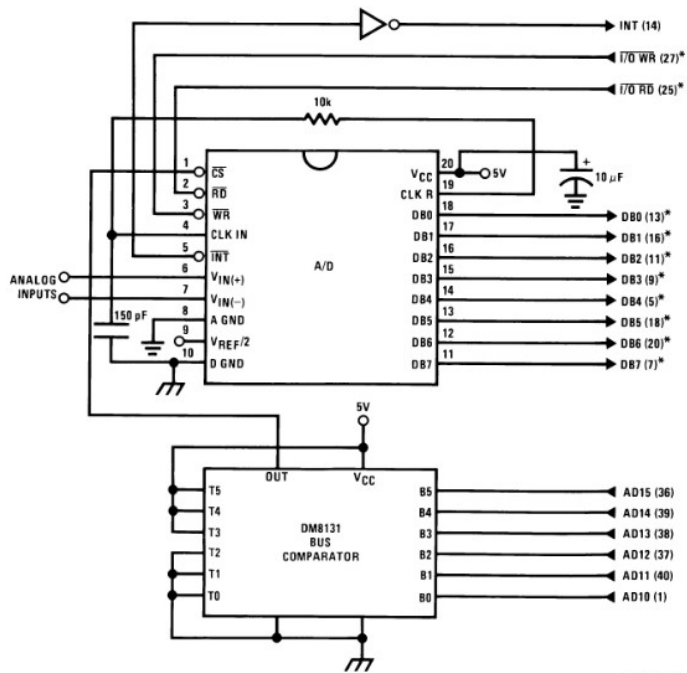 INT (14)
I/O WR (27)*
I/O RD (25)*
10k
1 CS
2 RD
3 WR
4 CLK IN
5 INT
6 VIN(+)
7 VIN(−)
8 A GND
9 VREF/2
10 D GND
A/D
VCC 20
CLK R 19
DB0 18
DB1 17
DB2 16
DB3 15
DB4 14
DB5 13
DB6 12
DB7 11
5V
+
10 µF
DB0 (13)*
DB1 (16)*
DB2 (11)*
DB3 (9)*
DB4 (5)*
DB5 (18)*
DB6 (20)*
DB7 (7)*
ANALOG
INPUTS
150 pF
5V
OUT
VCC
T5
T4
T3
T2
T1
T0
DM8131
BUS
COMPARATOR
B5
B4
B3
B2
B1
B0
AD15 (36)
AD14 (39)
AD13 (38)
AD12 (37)
AD11 (40)
AD10 (1)